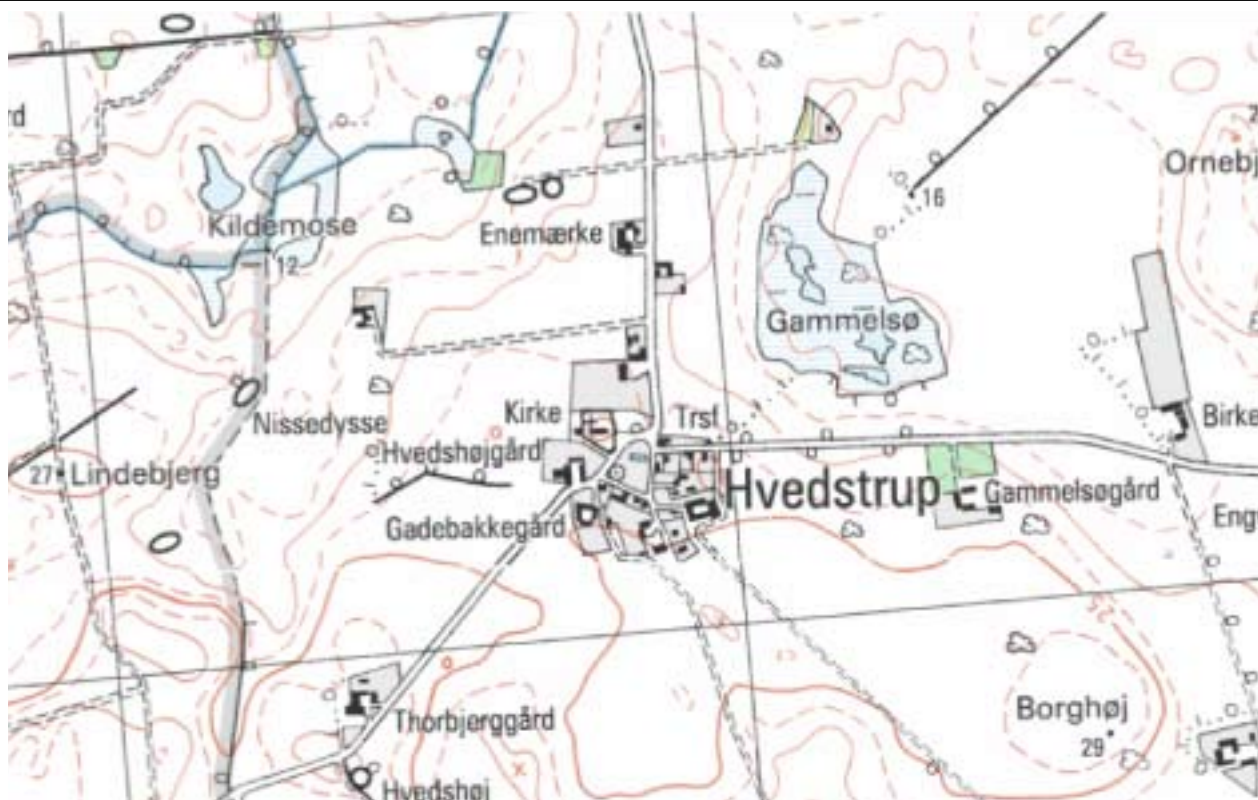 rd
Ornebj
16
Kildemose
Enemærke
12
Gammelsø
Kirke
Trsf
Birke
Nissedysse
Hvedshøjgård
27
Lindebjerg
Hvedstrup
Gammelsøgård
Gadebakkegård
Eng
Borghøj
Thorbjerggård
29
Hvedshøj